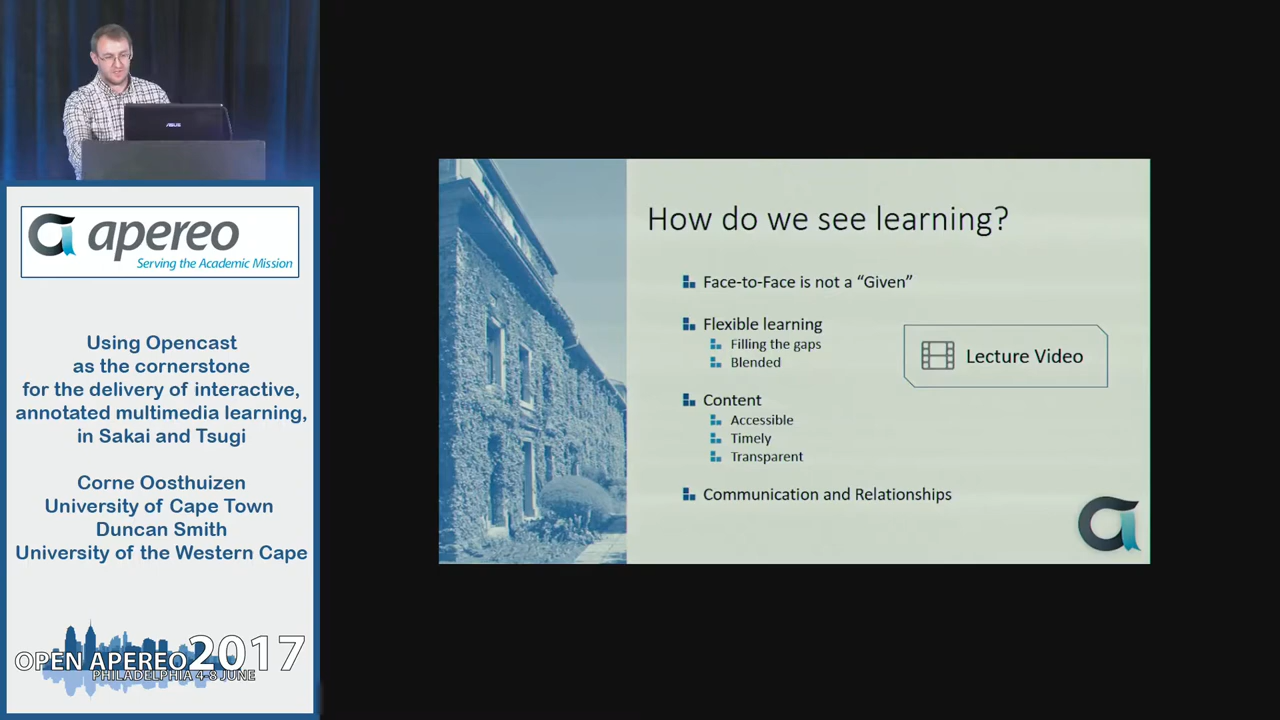 ASUS
apereo
Serving the Academic Mission
Using Opencast
as the cornerstone
for the delivery of interactive,
annotated multimedia learning,
in Sakai and Tsugi
Corne Oosthuizen
University of Cape Town
Duncan Smith
University of the Western Cape
OPEN APEREO 2017
PHILADELPHIA 4-8 JUNE
How do we see learning?
Face-to-Face is not a “Given”
Flexible learning
Filling the gaps
Blended
Lecture Video
Content
Accessible
Timely
Transparent
Communication and Relationships